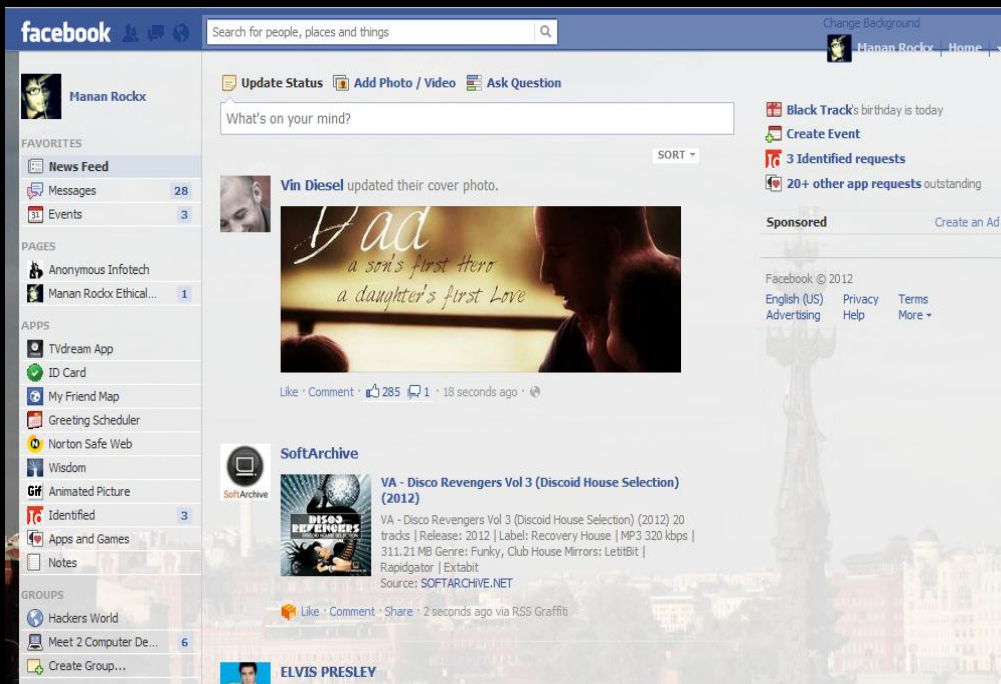 facebook
Search for people, places and things
Change Background
Manan Rockx
Home
Manan Rockx
FAVORITES
News Feed
Messages 28
31 Events 3
PAGES
Anonymous Infotech
Manan Rockx Ethical... 1
APPS
TVdream App
ID Card
My Friend Map
Greeting Scheduler
Norton Safe Web
Wisdom
Gif Animated Picture
Id Identified 3
Apps and Games
Notes
GROUPS
Hackers World
Meet 2 Computer De... 6
Create Group...
Update Status Add Photo / Video Ask Question
What's on your mind?
SORT
Vin Diesel updated their cover photo.
Dad
a son's first Hero
a daughter's first Love
Like · Comment · 285 1 · 18 seconds ago ·
SoftArchive
SoftArchive
DISCO
REVENGERS
VA - Disco Revengers Vol 3 (Discoid House Selection)
(2012)
VA - Disco Revengers Vol 3 (Discoid House Selection) (2012) 20
tracks | Release: 2012 | Label: Recovery House | MP3 320 kbps |
311.21 MB Genre: Funky, Club House Mirrors: LetitBit |
Rapidgator | Extabit
Source: SOFTARCHiVE.NET
Like · Comment · Share · 2 seconds ago via RSS Graffiti
ELVIS PRESLEY
Black Track's birthday is today
Create Event
Id 3 Identified requests
20+ other app requests outstanding
Sponsored Create an Ad
Facebook © 2012
English (US) Privacy Terms
Advertising Help More